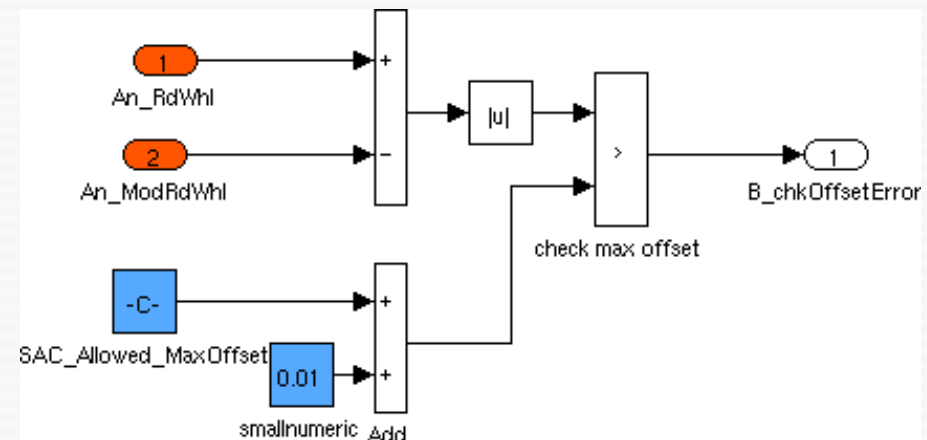 1
+
An_RdWhl
|u|
2
−
>
1
An_ModRdWhl
B_chkOffsetError
check max offset
-C-
+
SAC_Allowed_MaxOffset
0.01
+
smallnumeric
Add